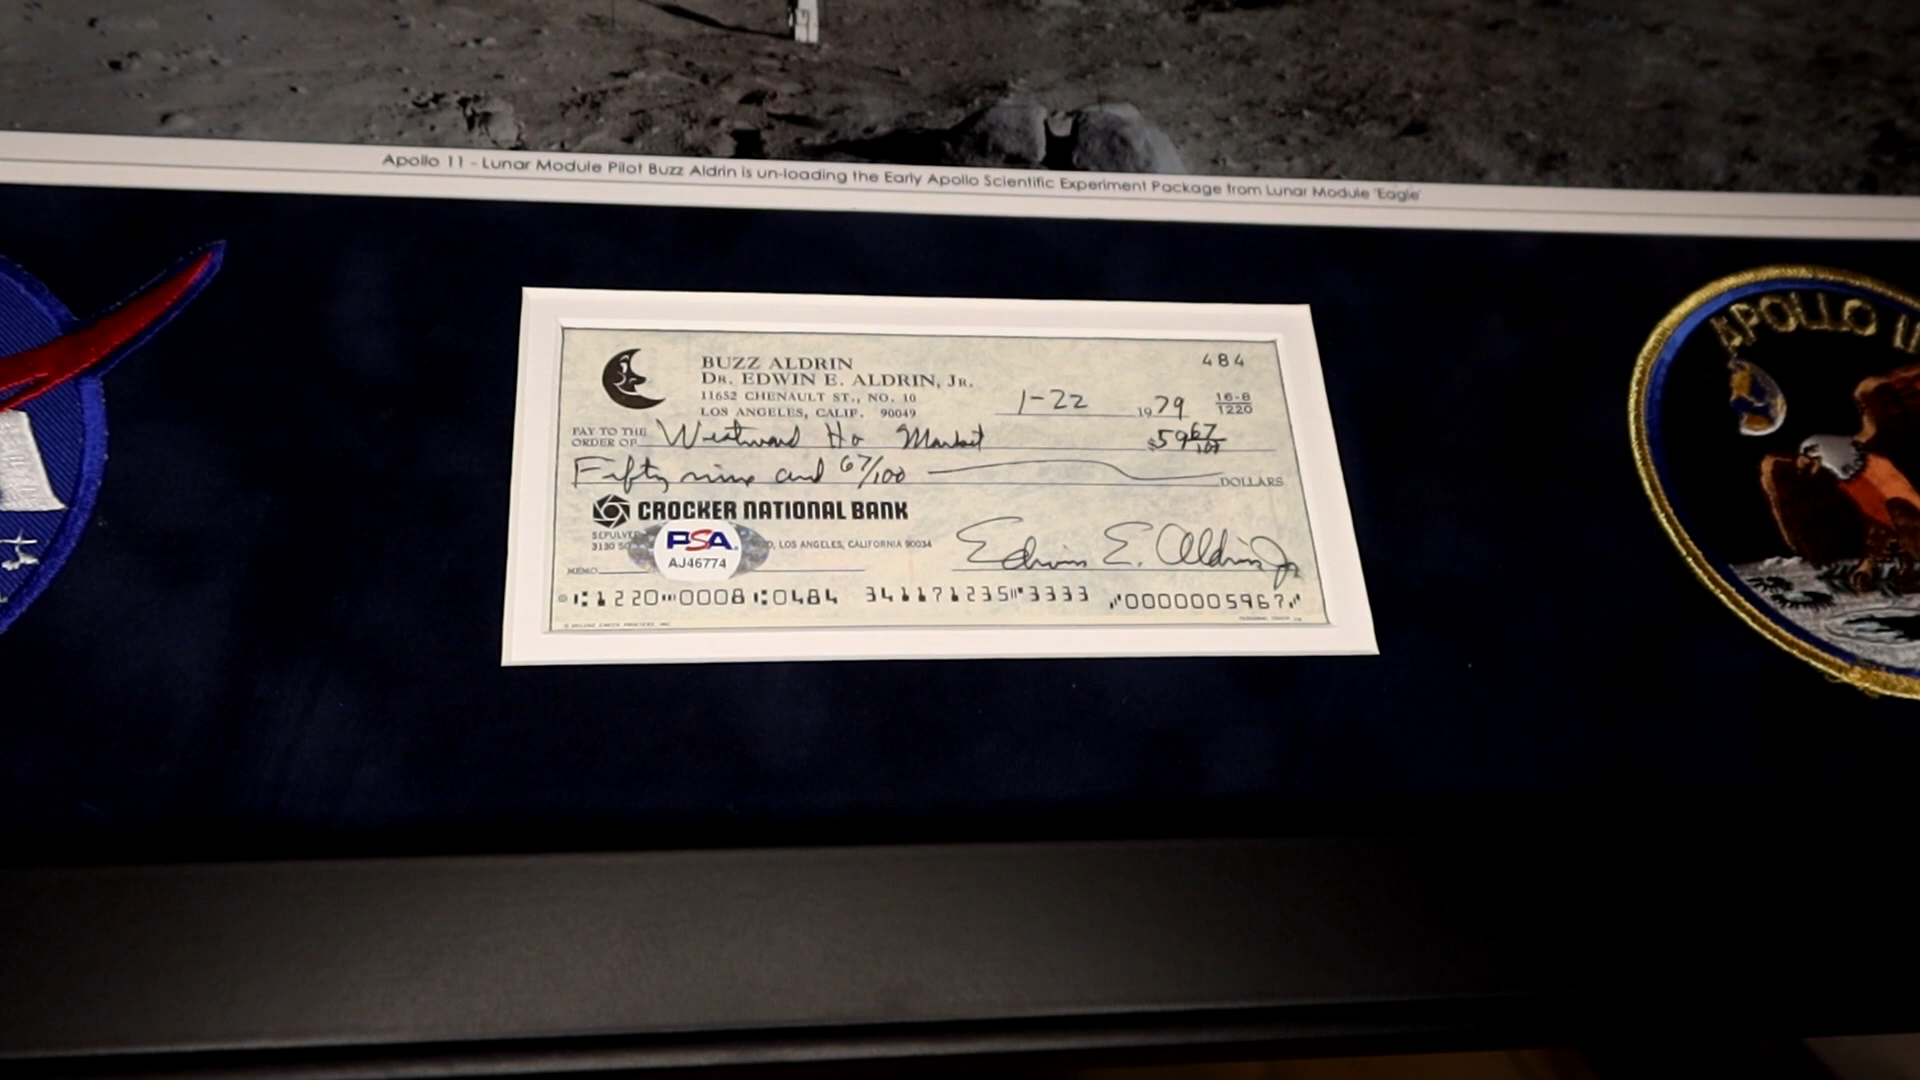 Apollo 11 - Lunar Module Pilot Buzz Aldrin is un-loading the Early Apollo Scientific Experiment Package from Lunar Module 'Eagle'
APOLLO 11
BUZZ ALDRIN
DR. EDWIN E. ALDRIN, JR.
11652 CHENAULT ST., NO. 10
LOS ANGELES, CALIF. 90049
484
1-22 1979
16-8
1220
PAY TO THE
ORDER OF Westward Ho Market $59 67/100
Fifty nine and 67/100 DOLLARS
CROCKER NATIONAL BANK
3130 LOS ANGELES, CALIFORNIA 90034
PSA
AJ46774
MEMO
Edwin E. Aldrin Jr
⑆1220⑉0008⑆0484 341171235⑈3333 ⑇0000005967⑇